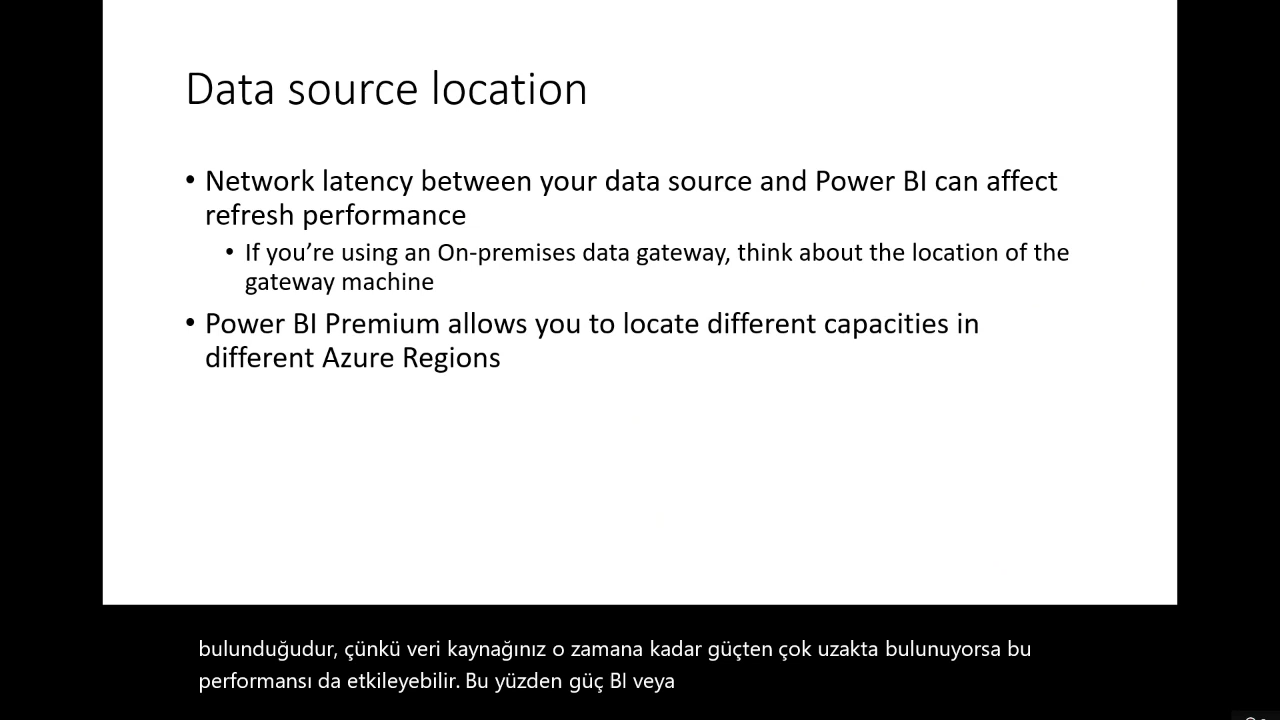 Data source location
• Network latency between your data source and Power BI can affect
refresh performance
• If you’re using an On-premises data gateway, think about the location of the
gateway machine
• Power BI Premium allows you to locate different capacities in
different Azure Regions
bulunduğudur, çünkü veri kaynağınız o zamana kadar güçten çok uzakta bulunuyorsa bu
performansı da etkileyebilir. Bu yüzden güç BI veya